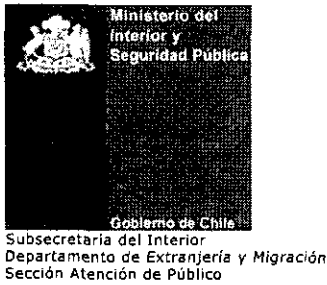 Ministerio del
Interior y
Seguridad Pública
Gobierno de Chile
Subsecretaría del Interior
Departamento de Extranjería y Migración
Sección Atención de Público